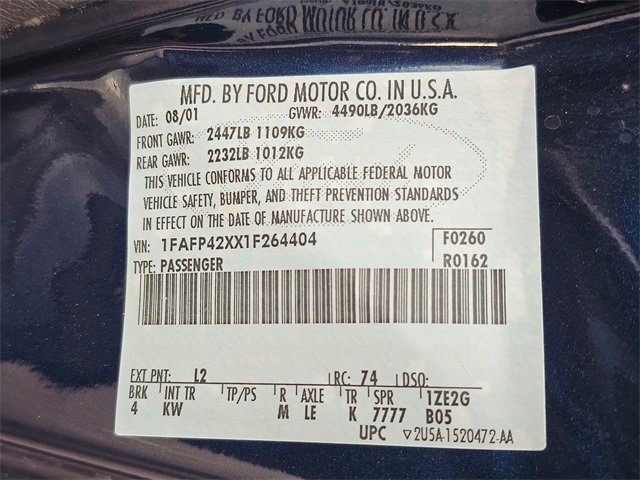 MFD. BY FORD MOTOR CO. IN U.S.A.
DATE: 08/01 GVWR: 4490LB/2036KG
FRONT GAWR: 2447LB 1109KG
REAR GAWR: 2232LB 1012KG
THIS VEHICLE CONFORMS TO ALL APPLICABLE FEDERAL MOTOR
VEHICLE SAFETY, BUMPER, AND THEFT PREVENTION STANDARDS
IN EFFECT ON THE DATE OF MANUFACTURE SHOWN ABOVE.
VIN: 1FAFP42XX1F264404 F0260
TYPE: PASSENGER R0162
EXT PNT: L2 RC: 74 DSO:
BRK INT TR TP/PS R AXLE TR SPR 1ZE2G
4 KW M LE K 7777 B05
UPC ▽2U5A-1520472-AA